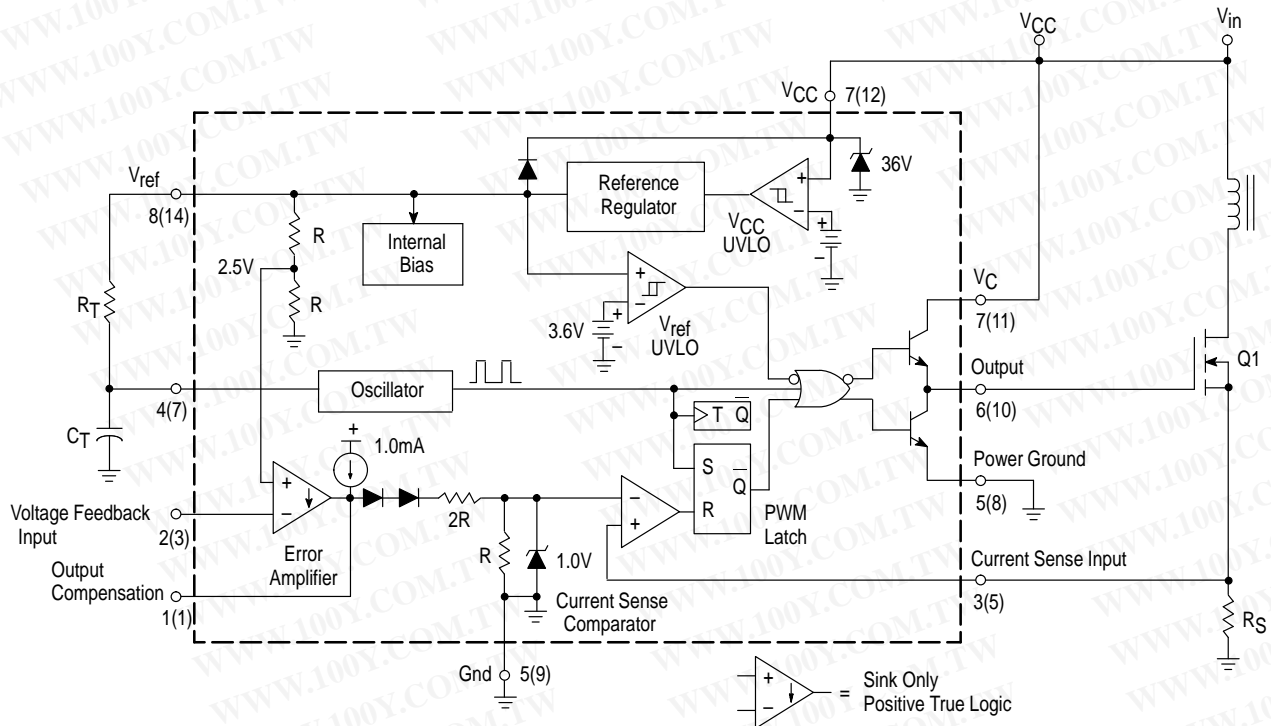 VCC
Vin
VCC 7(12)
36V
Vref
8(14)
Reference
Regulator
+
−
VCC
UVLO
+
−
R
Internal
Bias
2.5V
R
RT
+
−
3.6V
+
−
Vref
UVLO
VC
7(11)
Q1
Output
6(10)
Oscillator
4(7)
T Q
CT
+
1.0mA
S
Q
R
Power Ground
5(8)
+
−
−
+
2R
PWM
Latch
Voltage Feedback
Input
2(3)
Error
Amplifier
R
1.0V
Output
Compensation
1(1)
Current Sense
Comparator
Current Sense Input
3(5)
RS
Gnd
5(9)
+
−
=
Sink Only
Positive True Logic
WWW.100Y.COM.TW